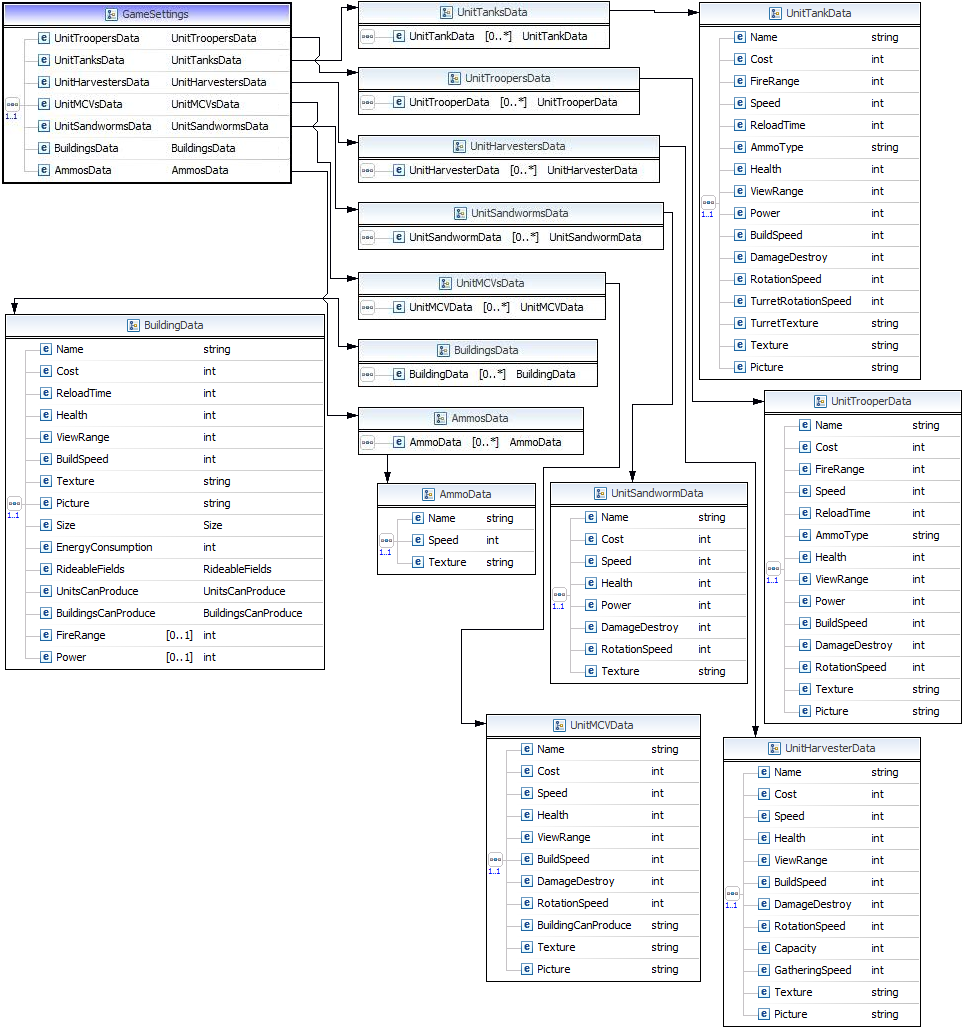 GameSettings
UnitTroopersData UnitTroopersData
UnitTanksData UnitTanksData
UnitHarvestersData UnitHarvestersData
UnitMCVsData UnitMCVsData
UnitSandwormsData UnitSandwormsData
BuildingsData BuildingsData
AmmosData AmmosData
1..1
UnitTanksData
UnitTankData [0..*] UnitTankData
UnitTroopersData
UnitTrooperData [0..*] UnitTrooperData
UnitHarvestersData
UnitHarvesterData [0..*] UnitHarvesterData
UnitSandwormsData
UnitSandwormData [0..*] UnitSandwormData
UnitMCVsData
UnitMCVData [0..*] UnitMCVData
BuildingsData
BuildingData [0..*] BuildingData
AmmosData
AmmoData [0..*] AmmoData
UnitTankData
Name string
Cost int
FireRange int
Speed int
ReloadTime int
AmmoType string
Health int
ViewRange int
Power int
BuildSpeed int
DamageDestroy int
RotationSpeed int
TurretRotationSpeed int
TurretTexture string
Texture string
Picture string
1..1
BuildingData
Name string
Cost int
ReloadTime int
Health int
ViewRange int
BuildSpeed int
Texture string
Picture string
Size Size
EnergyConsumption int
RideableFields RideableFields
UnitsCanProduce UnitsCanProduce
BuildingsCanProduce BuildingsCanProduce
FireRange [0..1] int
Power [0..1] int
1..1
AmmoData
Name string
Speed int
Texture string
1..1
UnitSandwormData
Name string
Cost int
Speed int
Health int
Power int
DamageDestroy int
RotationSpeed int
Texture string
1..1
UnitTrooperData
Name string
Cost int
FireRange int
Speed int
ReloadTime int
AmmoType string
Health int
ViewRange int
Power int
BuildSpeed int
DamageDestroy int
RotationSpeed int
Texture string
Picture string
1..1
UnitMCVData
Name string
Cost int
Speed int
Health int
ViewRange int
BuildSpeed int
DamageDestroy int
RotationSpeed int
BuildingCanProduce string
Texture string
Picture string
1..1
UnitHarvesterData
Name string
Cost int
Speed int
Health int
ViewRange int
BuildSpeed int
DamageDestroy int
RotationSpeed int
Capacity int
GatheringSpeed int
Texture string
Picture string
1..1